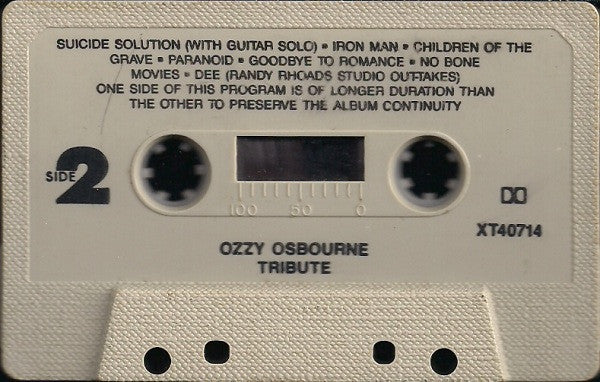 SUICIDE SOLUTION (WITH GUITAR SOLO) • IRON MAN • CHILDREN OF THE
GRAVE • PARANOID • GOODBYE TO ROMANCE • NO BONE
MOVIES • DEE (RANDY RHOADS STUDIO OUT-TAKES)
ONE SIDE OF THIS PROGRAM IS OF LONGER DURATION THAN
THE OTHER TO PRESERVE THE ALBUM CONTINUITY
SIDE 2
100 50 0
XT40714
OZZY OSBOURNE
TRIBUTE